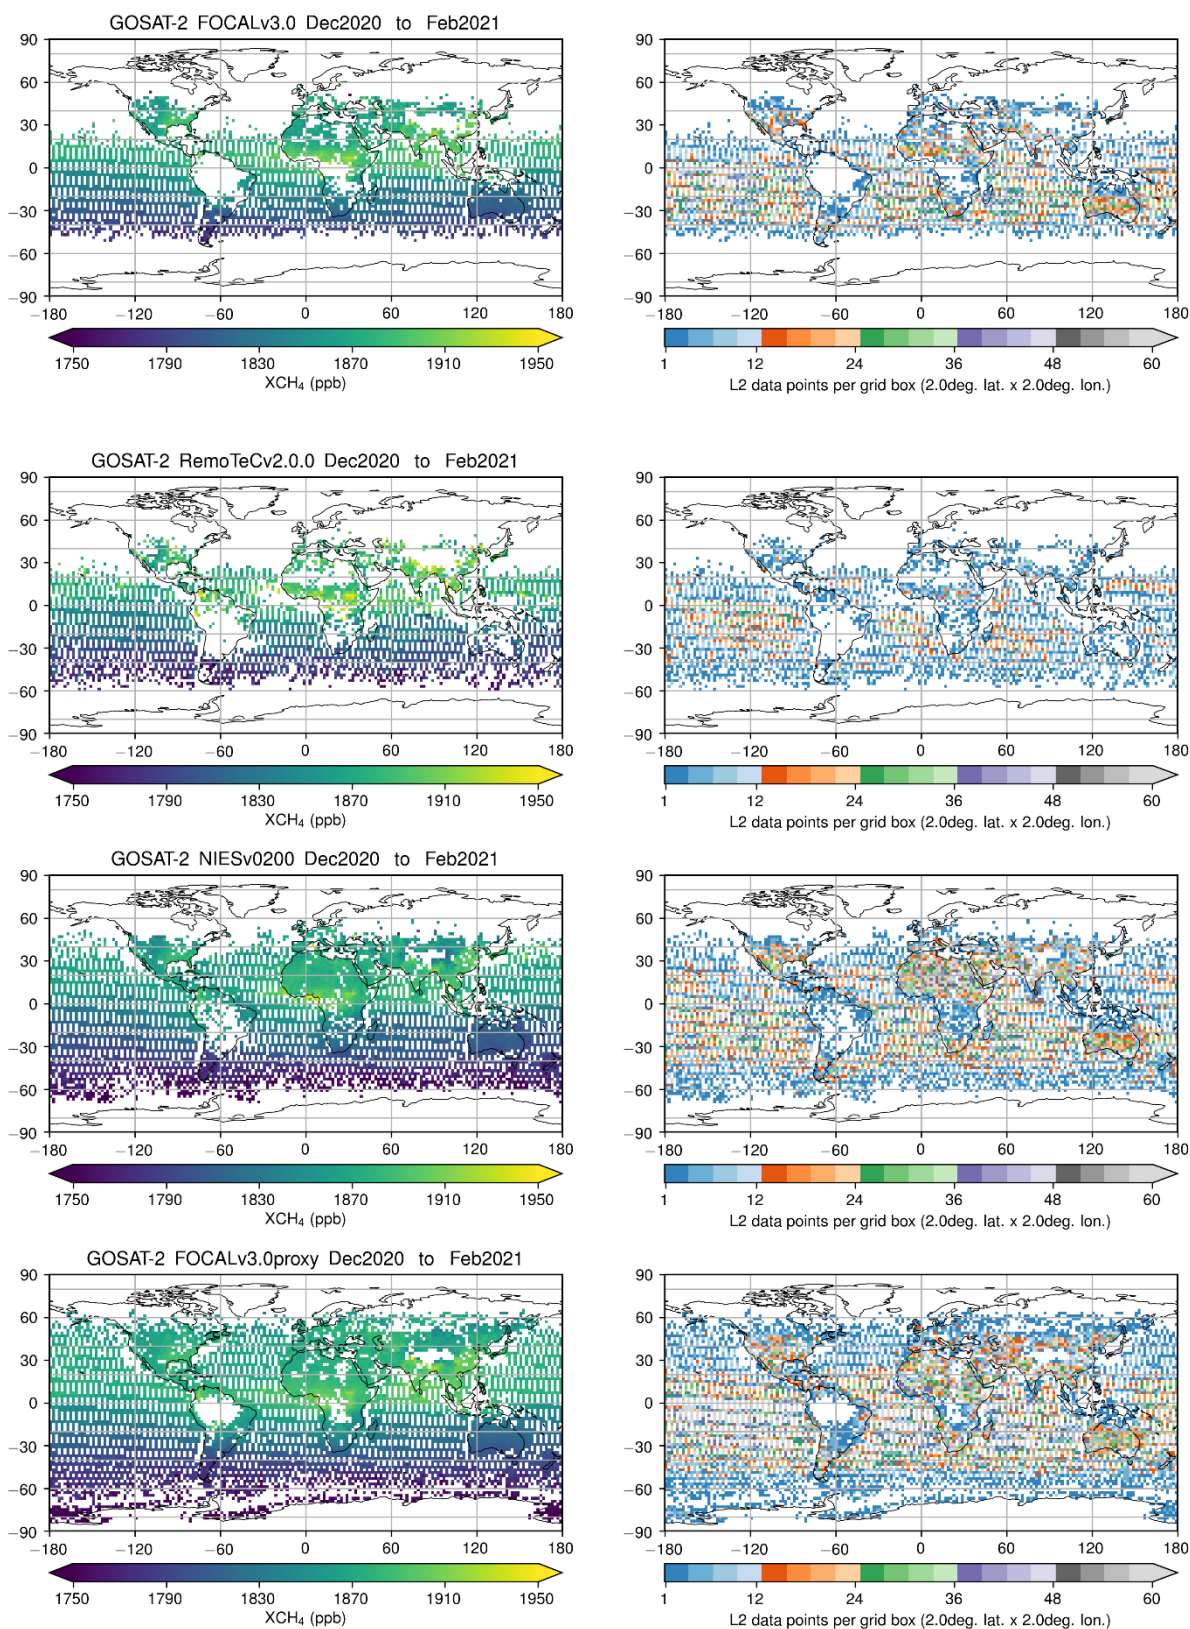 GOSAT-2 FOCALv3.0 Dec2020 to Feb2021
90
60
30
0
−30
−60
−90
−180 −120 −60 0 60 120 180
1750 1790 1830 1870 1910 1950
XCH₄ (ppb)
90
60
30
0
−30
−60
−90
−180 −120 −60 0 60 120 180
1 12 24 36 48 60
L2 data points per grid box (2.0deg. lat. x 2.0deg. lon.)
GOSAT-2 RemoTeCv2.0.0 Dec2020 to Feb2021
90
60
30
0
−30
−60
−90
−180 −120 −60 0 60 120 180
1750 1790 1830 1870 1910 1950
XCH₄ (ppb)
90
60
30
0
−30
−60
−90
−180 −120 −60 0 60 120 180
1 12 24 36 48 60
L2 data points per grid box (2.0deg. lat. x 2.0deg. lon.)
GOSAT-2 NIESv0200 Dec2020 to Feb2021
90
60
30
0
−30
−60
−90
−180 −120 −60 0 60 120 180
1750 1790 1830 1870 1910 1950
XCH₄ (ppb)
90
60
30
0
−30
−60
−90
−180 −120 −60 0 60 120 180
1 12 24 36 48 60
L2 data points per grid box (2.0deg. lat. x 2.0deg. lon.)
GOSAT-2 FOCALv3.0proxy Dec2020 to Feb2021
90
60
30
0
−30
−60
−90
−180 −120 −60 0 60 120 180
1750 1790 1830 1870 1910 1950
XCH₄ (ppb)
90
60
30
0
−30
−60
−90
−180 −120 −60 0 60 120 180
1 12 24 36 48 60
L2 data points per grid box (2.0deg. lat. x 2.0deg. lon.)